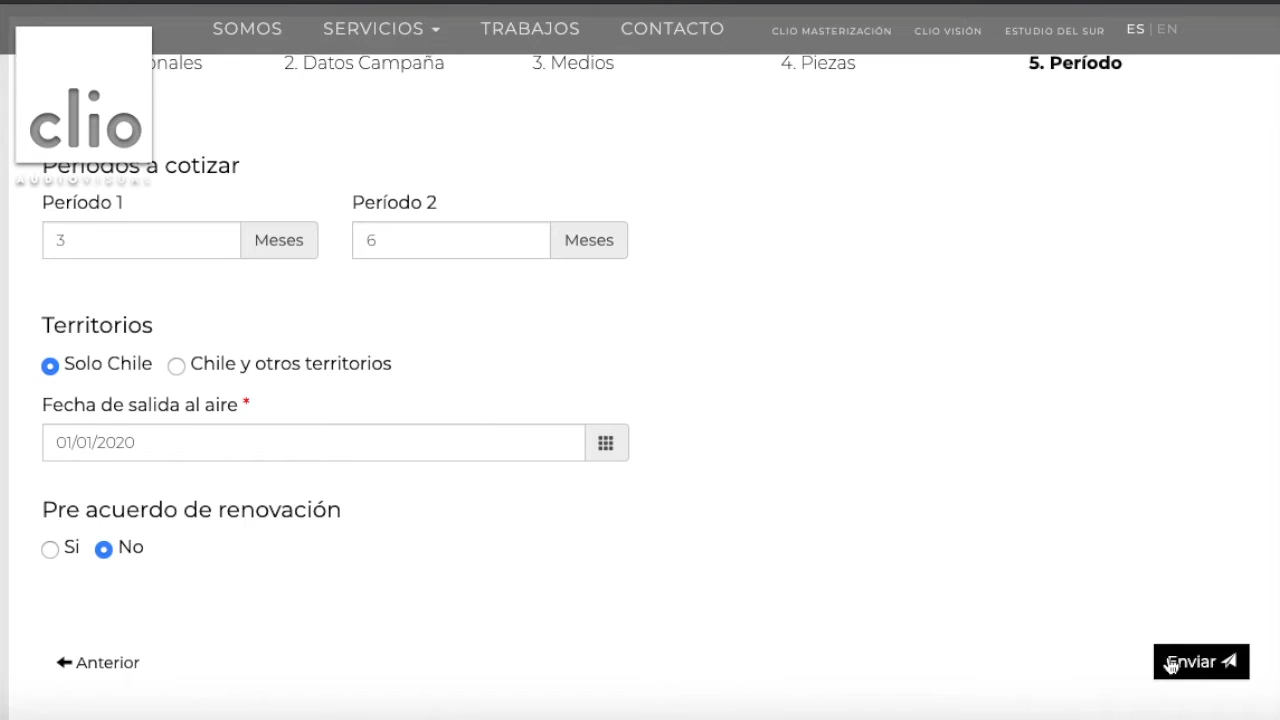 SOMOS SERVICIOS TRABAJOS CONTACTO CLIO MASTERIZACIÓN CLIO VISIÓN ESTUDIO DEL SUR ES | EN
clio
AUDIOVISUAL
2. Datos Campaña 3. Medios 4. Piezas 5. Período
Períodos a cotizar
Período 1 Período 2
3 Meses 6 Meses
Territorios
Solo Chile Chile y otros territorios
Fecha de salida al aire *
01/01/2020
Pre acuerdo de renovación
Si No
Anterior Enviar